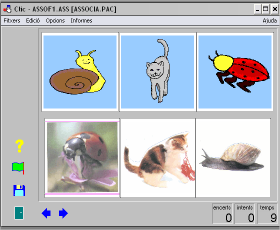 Clic - ASSOF1.ASS [ASSOCIA.PAC]
Fitxers Edició Opcions Informes Ajuda
encerts intents temps
0 0 9